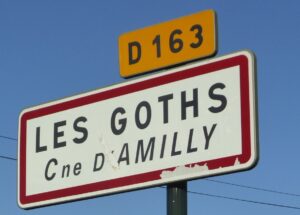 D 163
LES GOTHS
Cne D'AMILLY